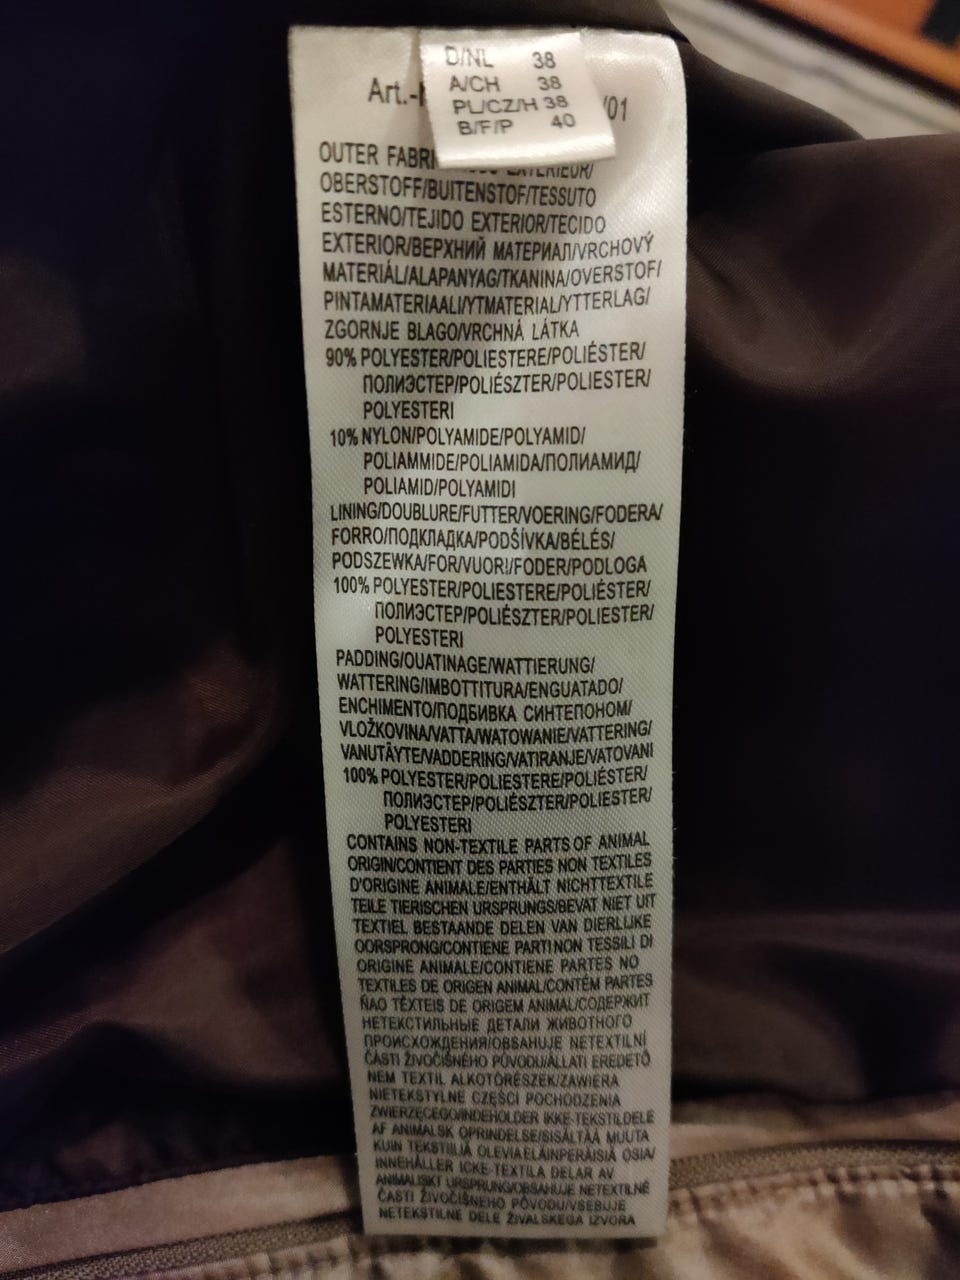 D/NL 38
A/CH 38
PL/CZ/H 38
B/F/P 40
Art.- /01
OUTER EXTERIEUR/
OBERSTOFF/BUITENSTOF/TESSUTO
ESTERNO/TEJIDO EXTERIOR/TECIDO
EXTERIOR/ВЕРХНИЙ МАТЕРИАЛ/VRCHOVÝ
MATERIÁL/ALAPANYAG/TKANINA/OVERSTOF/
PINTAMATERIAALI/YTMATERIAL/YTTERLAG/
ZGORNJE BLAGO/VRCHNÁ LÁTKA
90% POLYESTER/POLIESTERE/POLIÉSTER/
ПОЛИЭСТЕР/POLIÉSZTER/POLIESTER/
POLYESTERI
10% NYLON/POLYAMIDE/POLYAMID/
POLIAMMIDE/POLIAMIDA/ПОЛИАМИД/
POLIAMID/POLYAMIDI
LINING/DOUBLURE/FUTTER/VOERING/FODERA/
FORRO/ПОДКЛАДКА/PODŠÍVKA/BÉLÉS/
PODSZEWKA/FOR/VUORI/FODER/PODLOGA
100% POLYESTER/POLIESTERE/POLIÉSTER/
ПОЛИЭСТЕР/POLIÉSZTER/POLIESTER/
POLYESTERI
PADDING/OUATINAGE/WATTIERUNG/
WATTERING/IMBOTTITURA/ENGUATADO/
ENCHIMENTO/ПОДБИВКА СИНТЕПОНОМ/
VLOŽKOVINA/VATTA/WATOWANIE/VATTERING/
VANUTÄYTE/VADDERING/VATIRANJE/VATOVANI
100% POLYESTER/POLIESTERE/POLIÉSTER/
ПОЛИЭСТЕР/POLIÉSZTER/POLIESTER/
POLYESTERI
CONTAINS NON-TEXTILE PARTS OF ANIMAL
ORIGIN/CONTIENT DES PARTIES NON TEXTILES
D'ORIGINE ANIMALE/ENTHÄLT NICHTTEXTILE
TEILE TIERISCHEN URSPRUNGS/BEVAT NIET UIT
TEXTIEL BESTAANDE DELEN VAN DIERLIJKE
OORSPRONG/CONTIENE PARTI NON TESSILI DI
ORIGINE ANIMALE/CONTIENE PARTES NO
TEXTILES DE ORIGEN ANIMAL/CONTÉM PARTES
ÑAO TÊXTEIS DE ORIGEM ANIMAL/СОДЕРЖИТ
НЕТЕКСТИЛЬНЫЕ ДЕТАЛИ ЖИВОТНОГО
ПРОИСХОЖДЕНИЯ/OBSAHUJE NETEXTILNÍ
ČÁSTI ŽIVOČIŠNÉHO PŮVODU/ÁLLATI EREDETŐ
NEM TEXTIL ALKOTÓRÉSZEK/ZAWIERA
NIETEKSTYLNE CZĘŚCI POCHODZENIA
ZWIERZĘCEGO/INDEHOLDER IKKE-TEKSTILDELE
AF ANIMALSK OPRINDELSE/SISÄLTÄÄ MUUTA
KUIN TEKSTIILIÄ OLEVIA ELÄINPERÄISIÄ OSIA/
INNEHÅLLER ICKE-TEXTILA DELAR AV
ANIMALISKT URSPRUNG/OBSAHUJE NETEXTILNÉ
ČASTI ŽIVOČIŠNEHO PÔVODU/VSEBUJE
NETEKSTILNE DELE ŽIVALSKEGA IZVORA